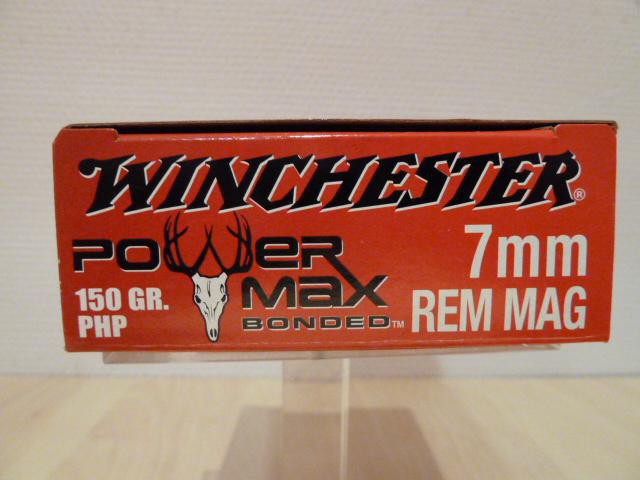 WINCHESTER®
POWER
MAX
BONDED™
150 GR.
PHP
7mm
REM MAG